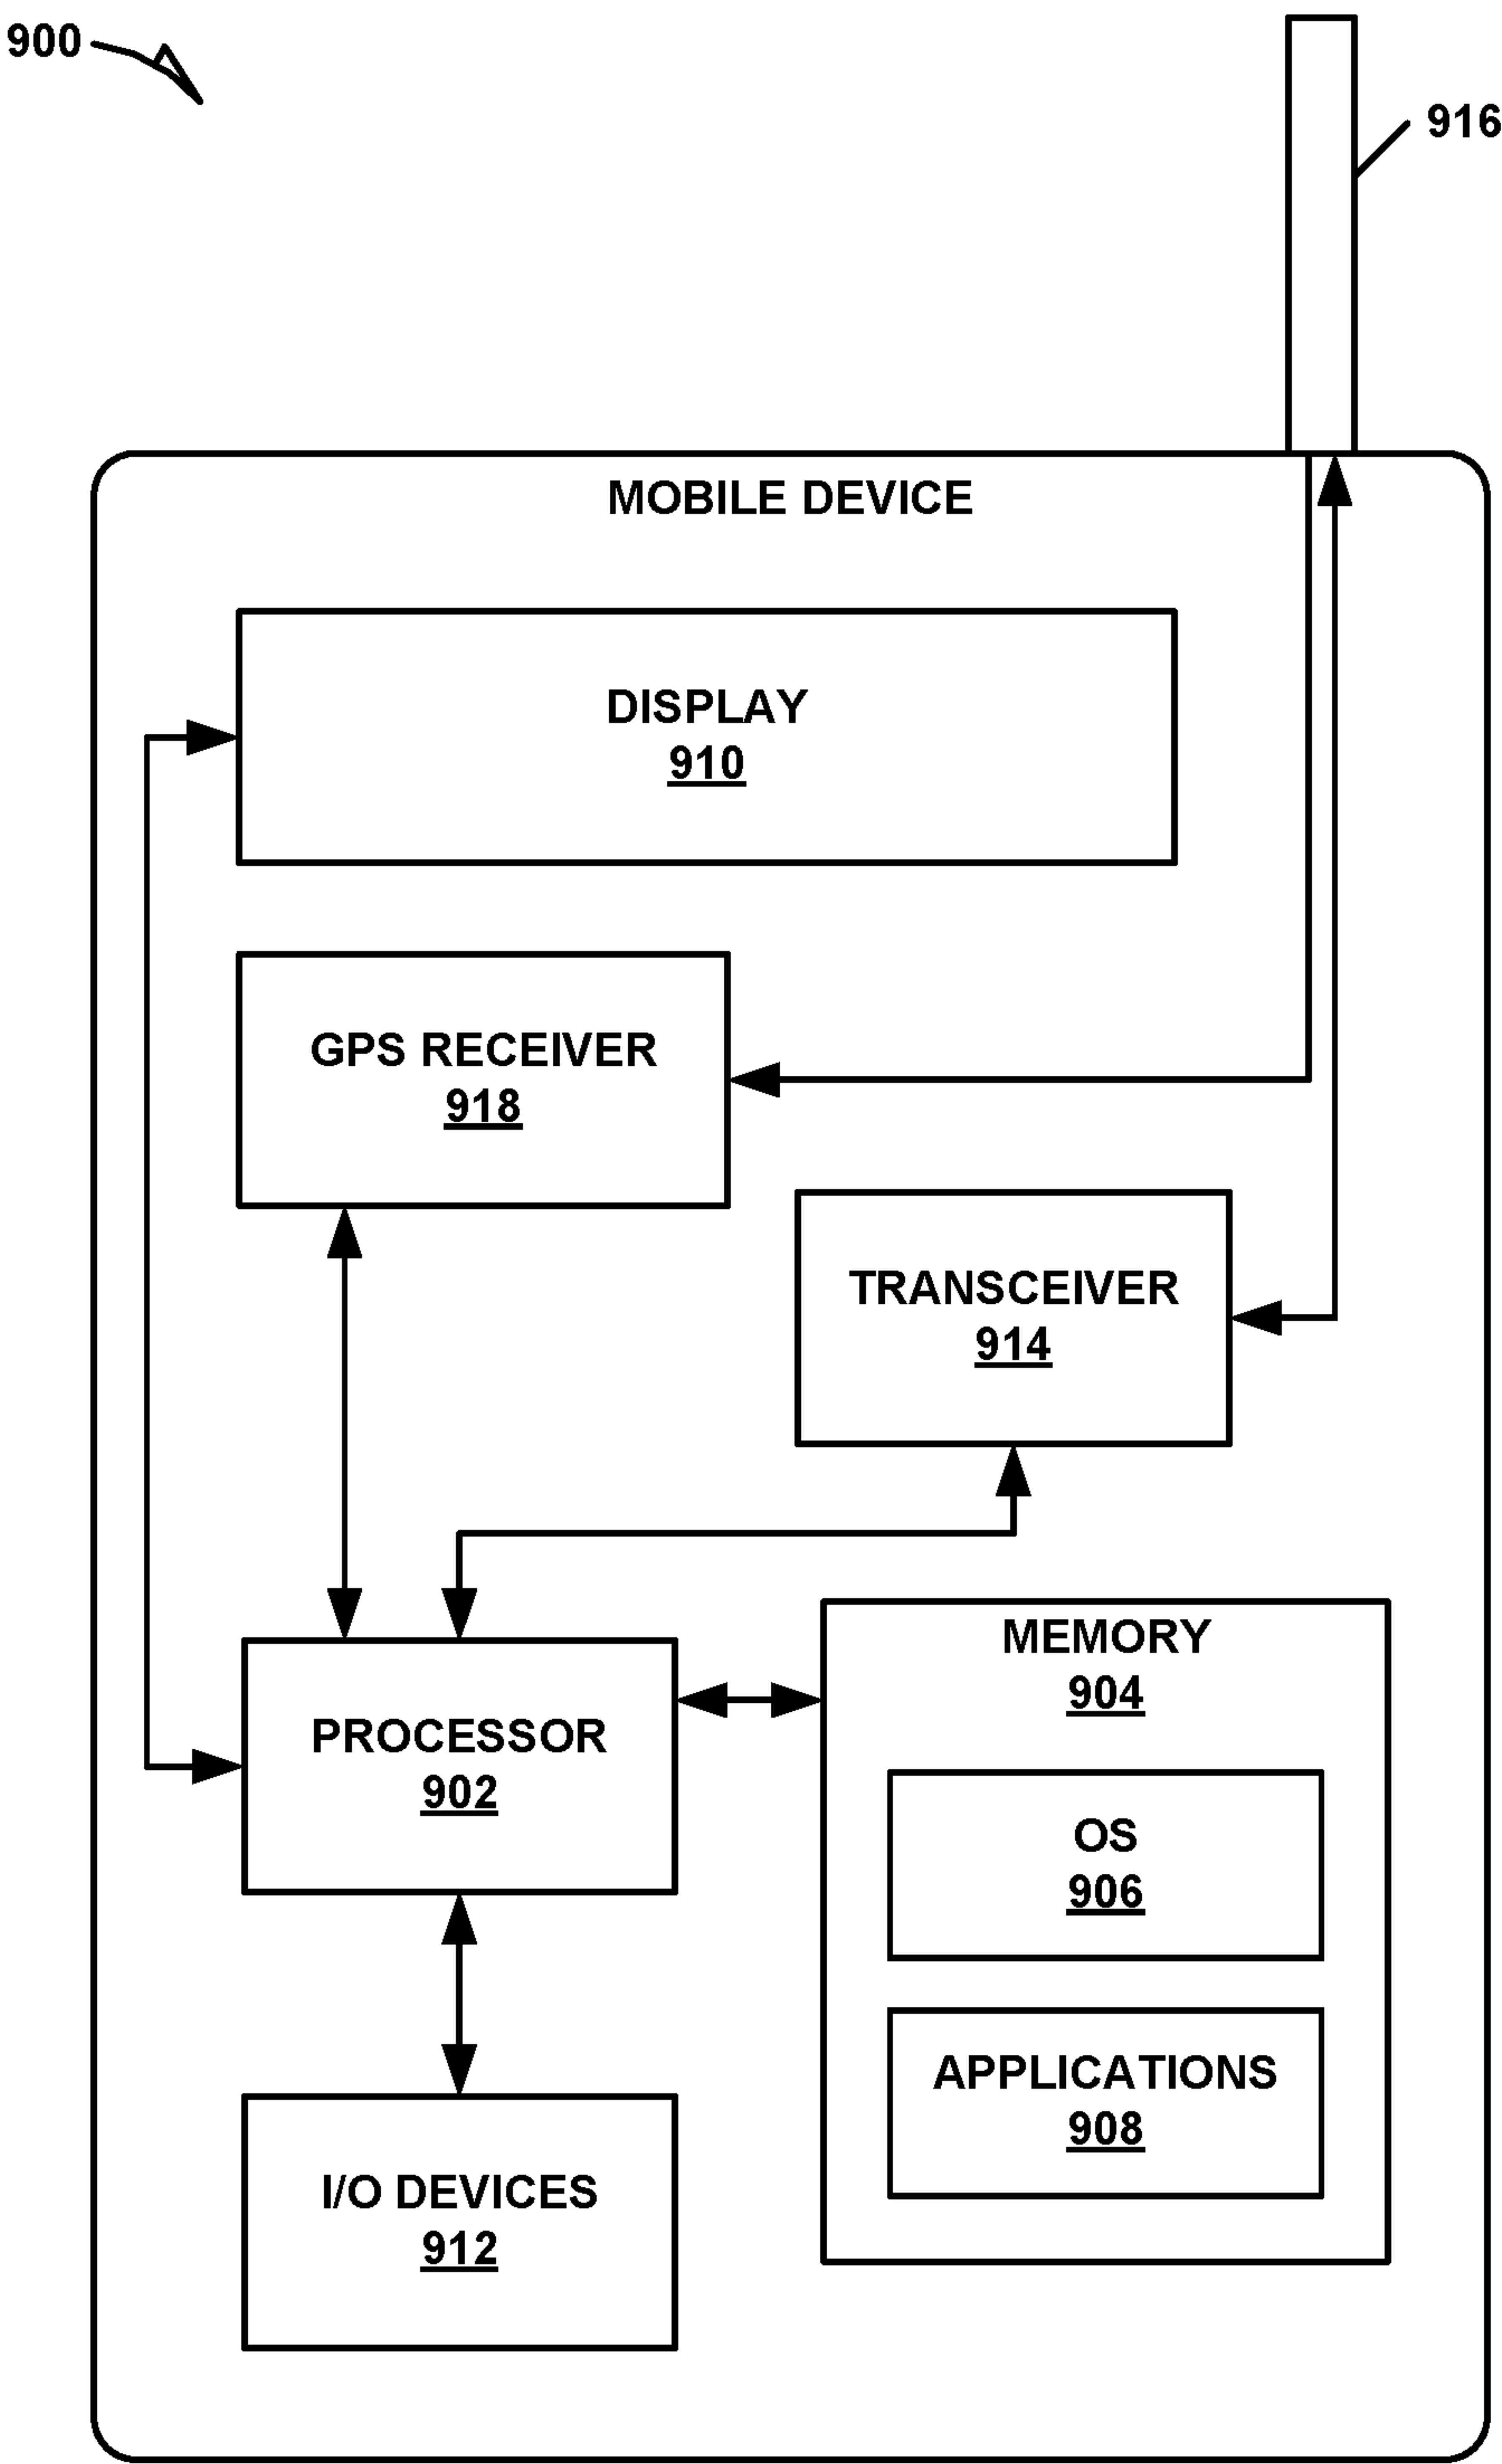 900
916
MOBILE DEVICE
DISPLAY
910
GPS RECEIVER
918
TRANSCEIVER
914
PROCESSOR
902
MEMORY
904
OS
906
APPLICATIONS
908
I/O DEVICES
912